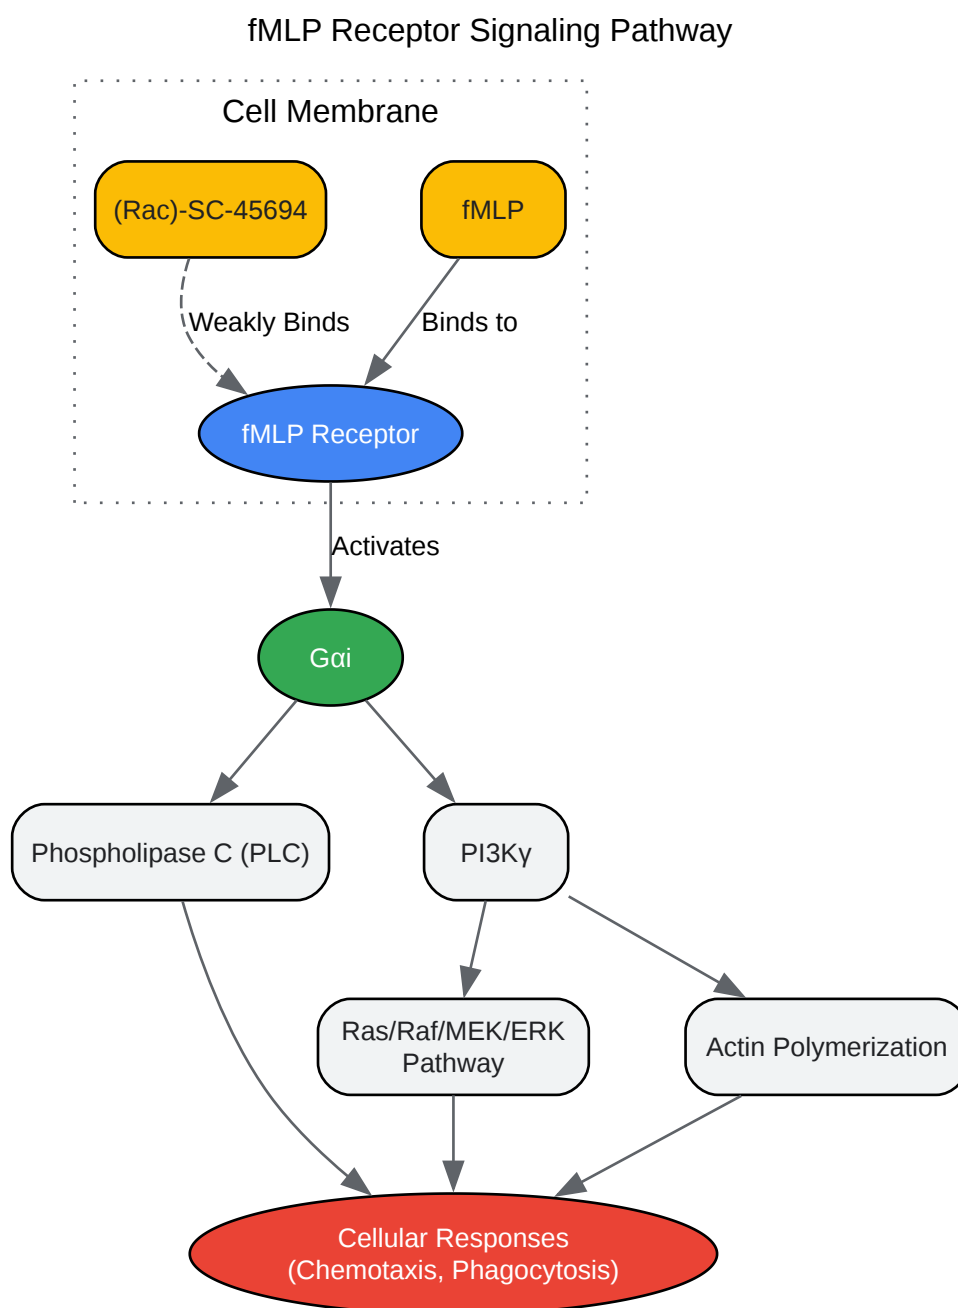 fMLP Receptor Signaling Pathway
Cell Membrane
(Rac)-SC-45694
fMLP
Weakly Binds
Binds to
fMLP Receptor
Activates
Gαi
Phospholipase C (PLC)
PI3Kγ
Ras/Raf/MEK/ERK
Pathway
Actin Polymerization
Cellular Responses
(Chemotaxis, Phagocytosis)